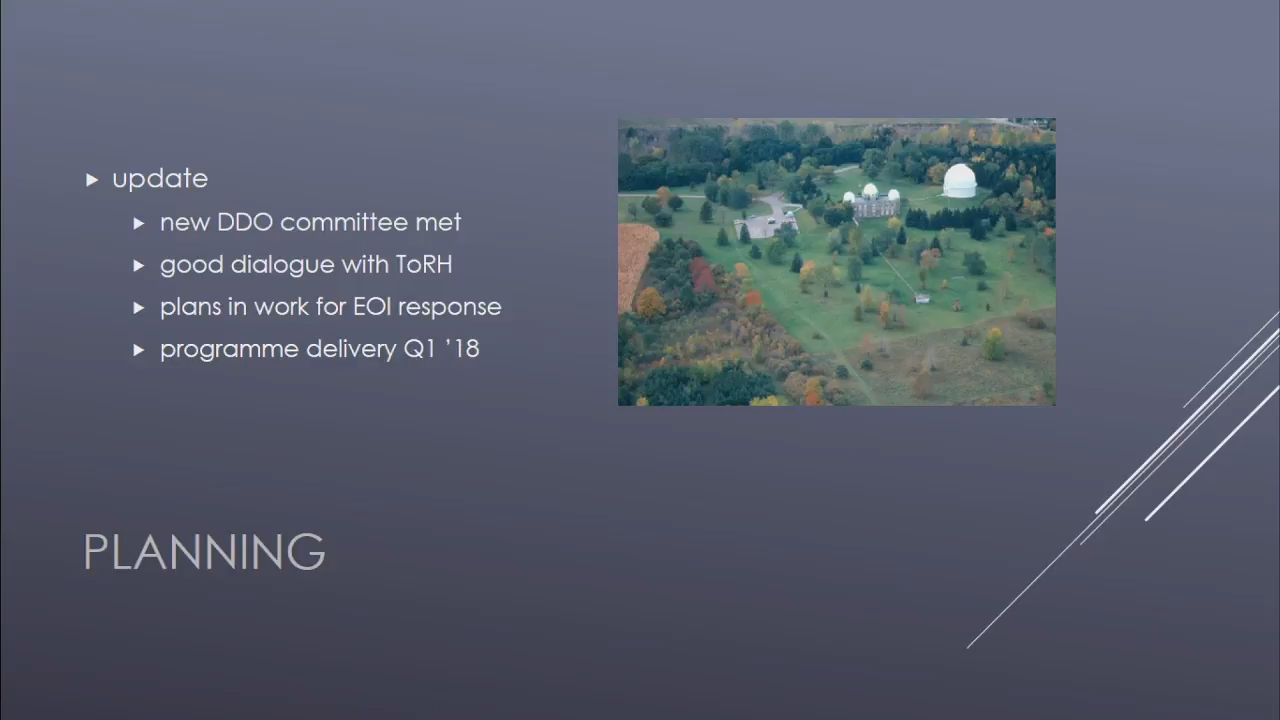 update
new DDO committee met
good dialogue with ToRH
plans in work for EOI response
programme delivery Q1 ’18
PLANNING